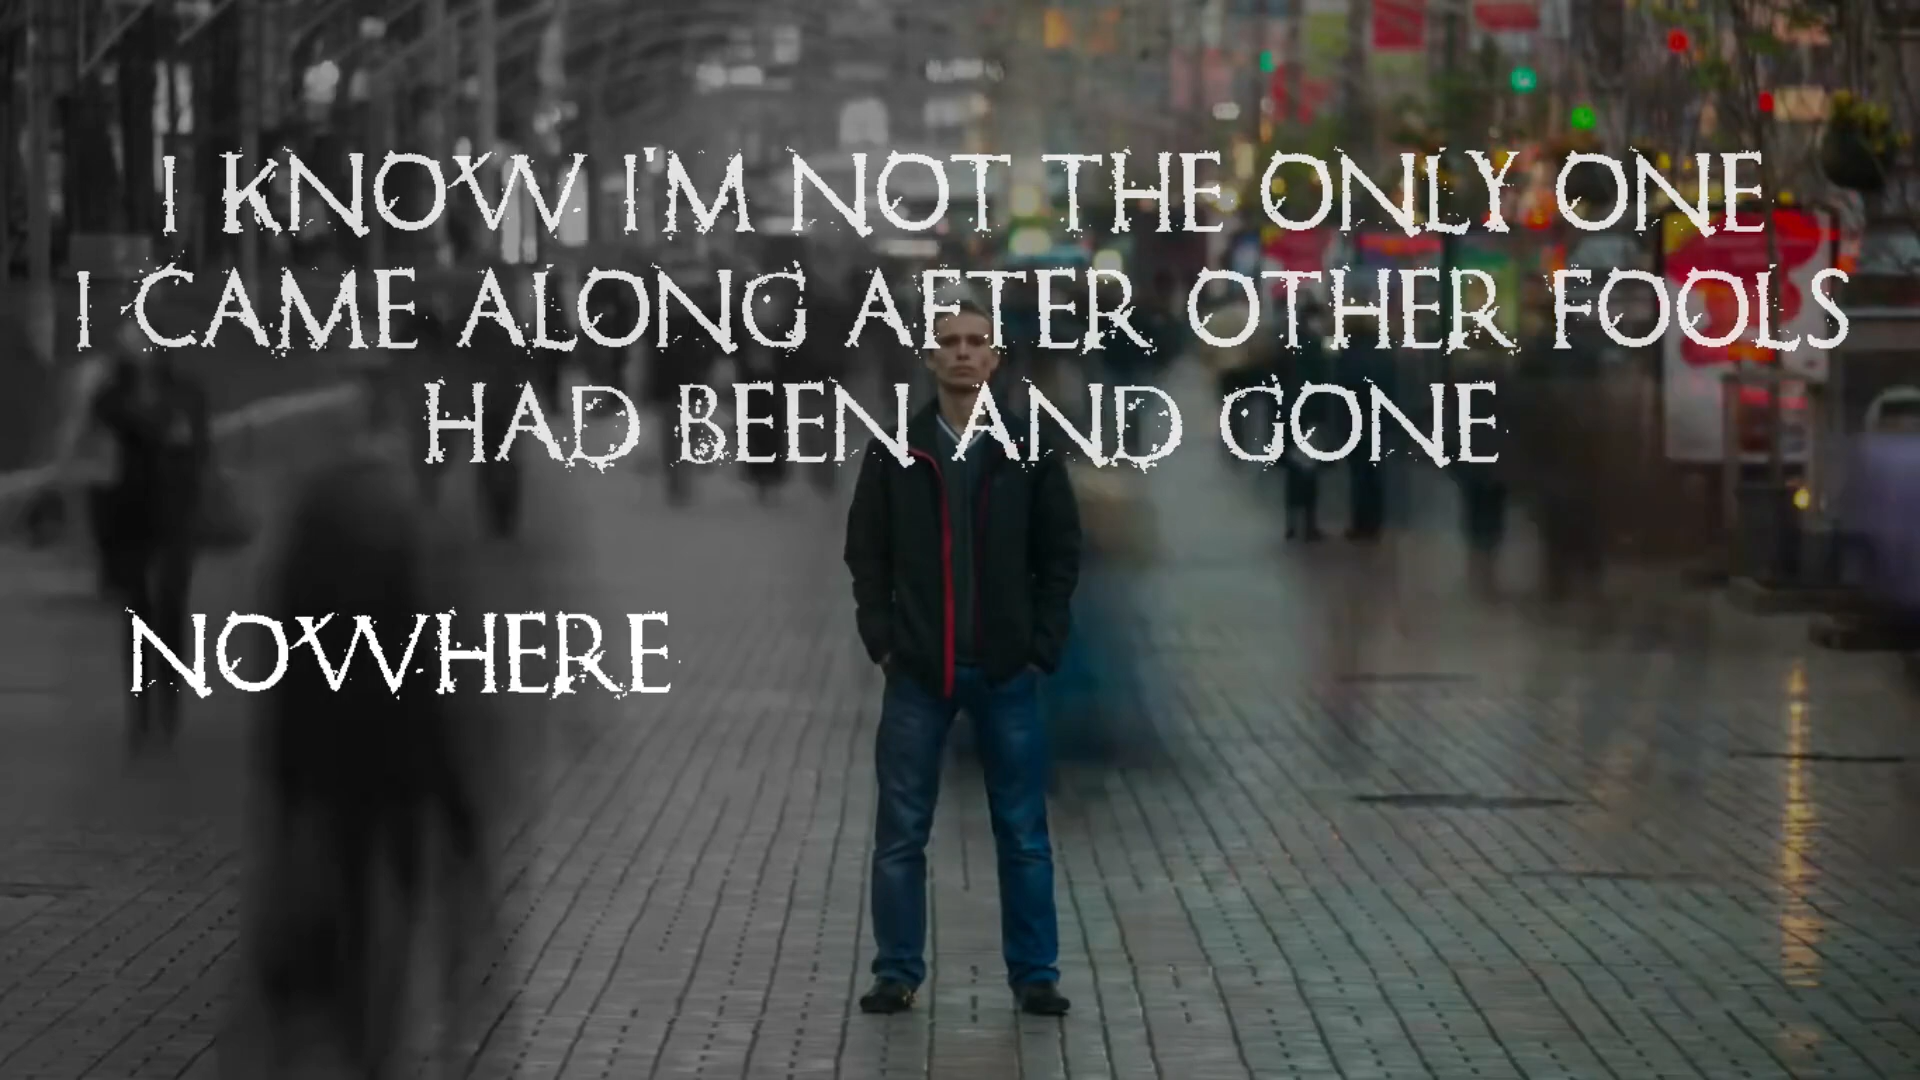 I KNOW I'M NOT THE ONLY ONE
I CAME ALONG AFTER OTHER FOOLS
HAD BEEN AND GONE
NOWHERE